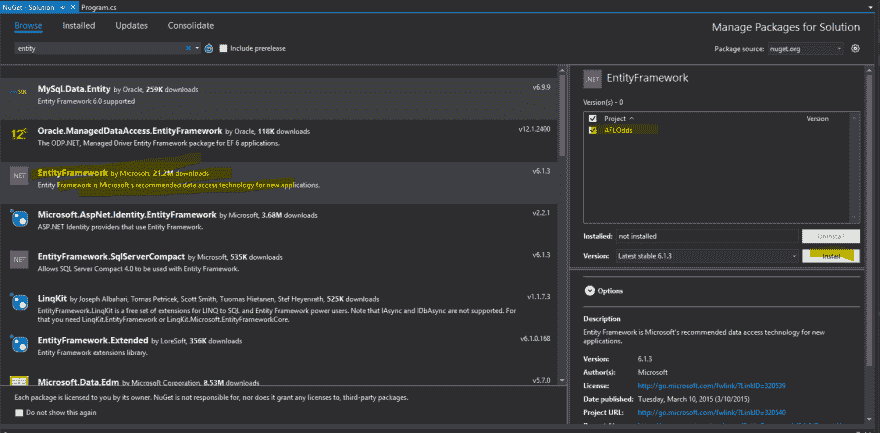 NuGet - Solution
Program.cs
Browse
Installed
Updates
Consolidate
Manage Packages for Solution
entity
Include prerelease
Package source: nuget.org
MySql.Data.Entity by Oracle, 259K downloads
v6.9.9
Entity Framework 6.0 supported
Oracle.ManagedDataAccess.EntityFramework by Oracle, 118K downloads
v12.1.2400
The ODP.NET, Managed Driver Entity Framework package for EF 6 applications.
.NET
EntityFramework by Microsoft, 21.2M downloads
v6.1.3
Entity Framework is Microsoft's recommended data access technology for new applications.
Microsoft.AspNet.Identity.EntityFramework by Microsoft, 3.68M downloads
v2.2.1
ASP.NET Identity providers that use Entity Framework.
.NET
EntityFramework.SqlServerCompact by Microsoft, 535K downloads
v6.1.3
Allows SQL Server Compact 4.0 to be used with Entity Framework.
LinqKit by Joseph Albahari, Tomas Petricek, Scott Smith, Tuomas Hietanen, Stef Heyenrath, 525K downloads
v1.1.7.3
EntityFramework.LinqKit is a free set of extensions for LINQ to SQL and Entity Framework power users. Note that IAsync and IDbAsync are not supported. For
that you need LinqKit.EntityFramework or LinqKit.Microsoft.EntityFrameworkCore.
EntityFramework.Extended by LoreSoft, 356K downloads
v6.1.0.168
Entity Framework extensions library.
Microsoft.Data.Edm by Microsoft Corporation, 8.53M downloads
v5.7.0
Each package is licensed to you by its owner. NuGet is not responsible for, nor does it grant any licenses to, third-party packages.
Do not show this again
.NET
EntityFramework
Version(s) - 0
Project
Version
AFLOdds
Installed: not installed
Uninstall
Version: Latest stable 6.1.3
Install
Options
Description
Entity Framework is Microsoft's recommended data access technology for new
applications.
Version: 6.1.3
Author(s): Microsoft
License: http://go.microsoft.com/fwlink/?LinkID=320539
Date published: Tuesday, March 10, 2015 (3/10/2015)
Project URL: http://go.microsoft.com/fwlink/?LinkID=320540